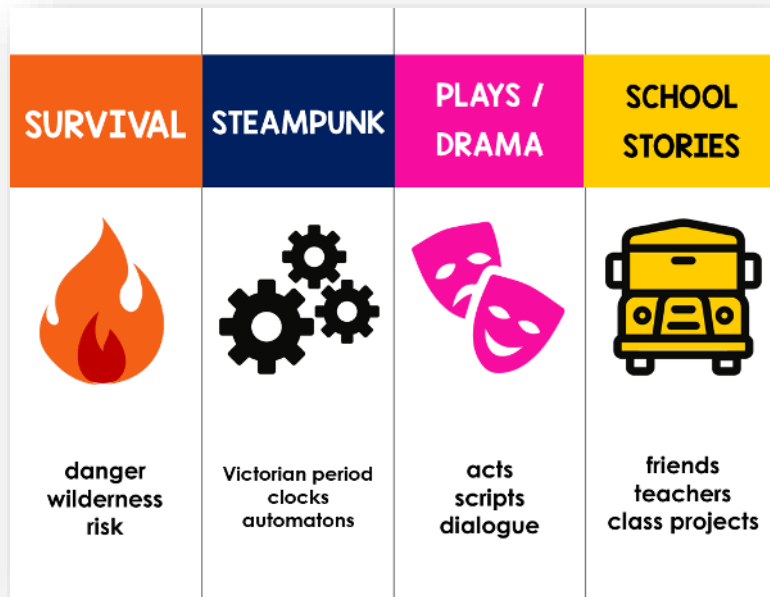 SURVIVAL
danger
wilderness
risk
STEAMPUNK
Victorian period
clocks
automatons
PLAYS /
DRAMA
acts
scripts
dialogue
SCHOOL
STORIES
friends
teachers
class projects